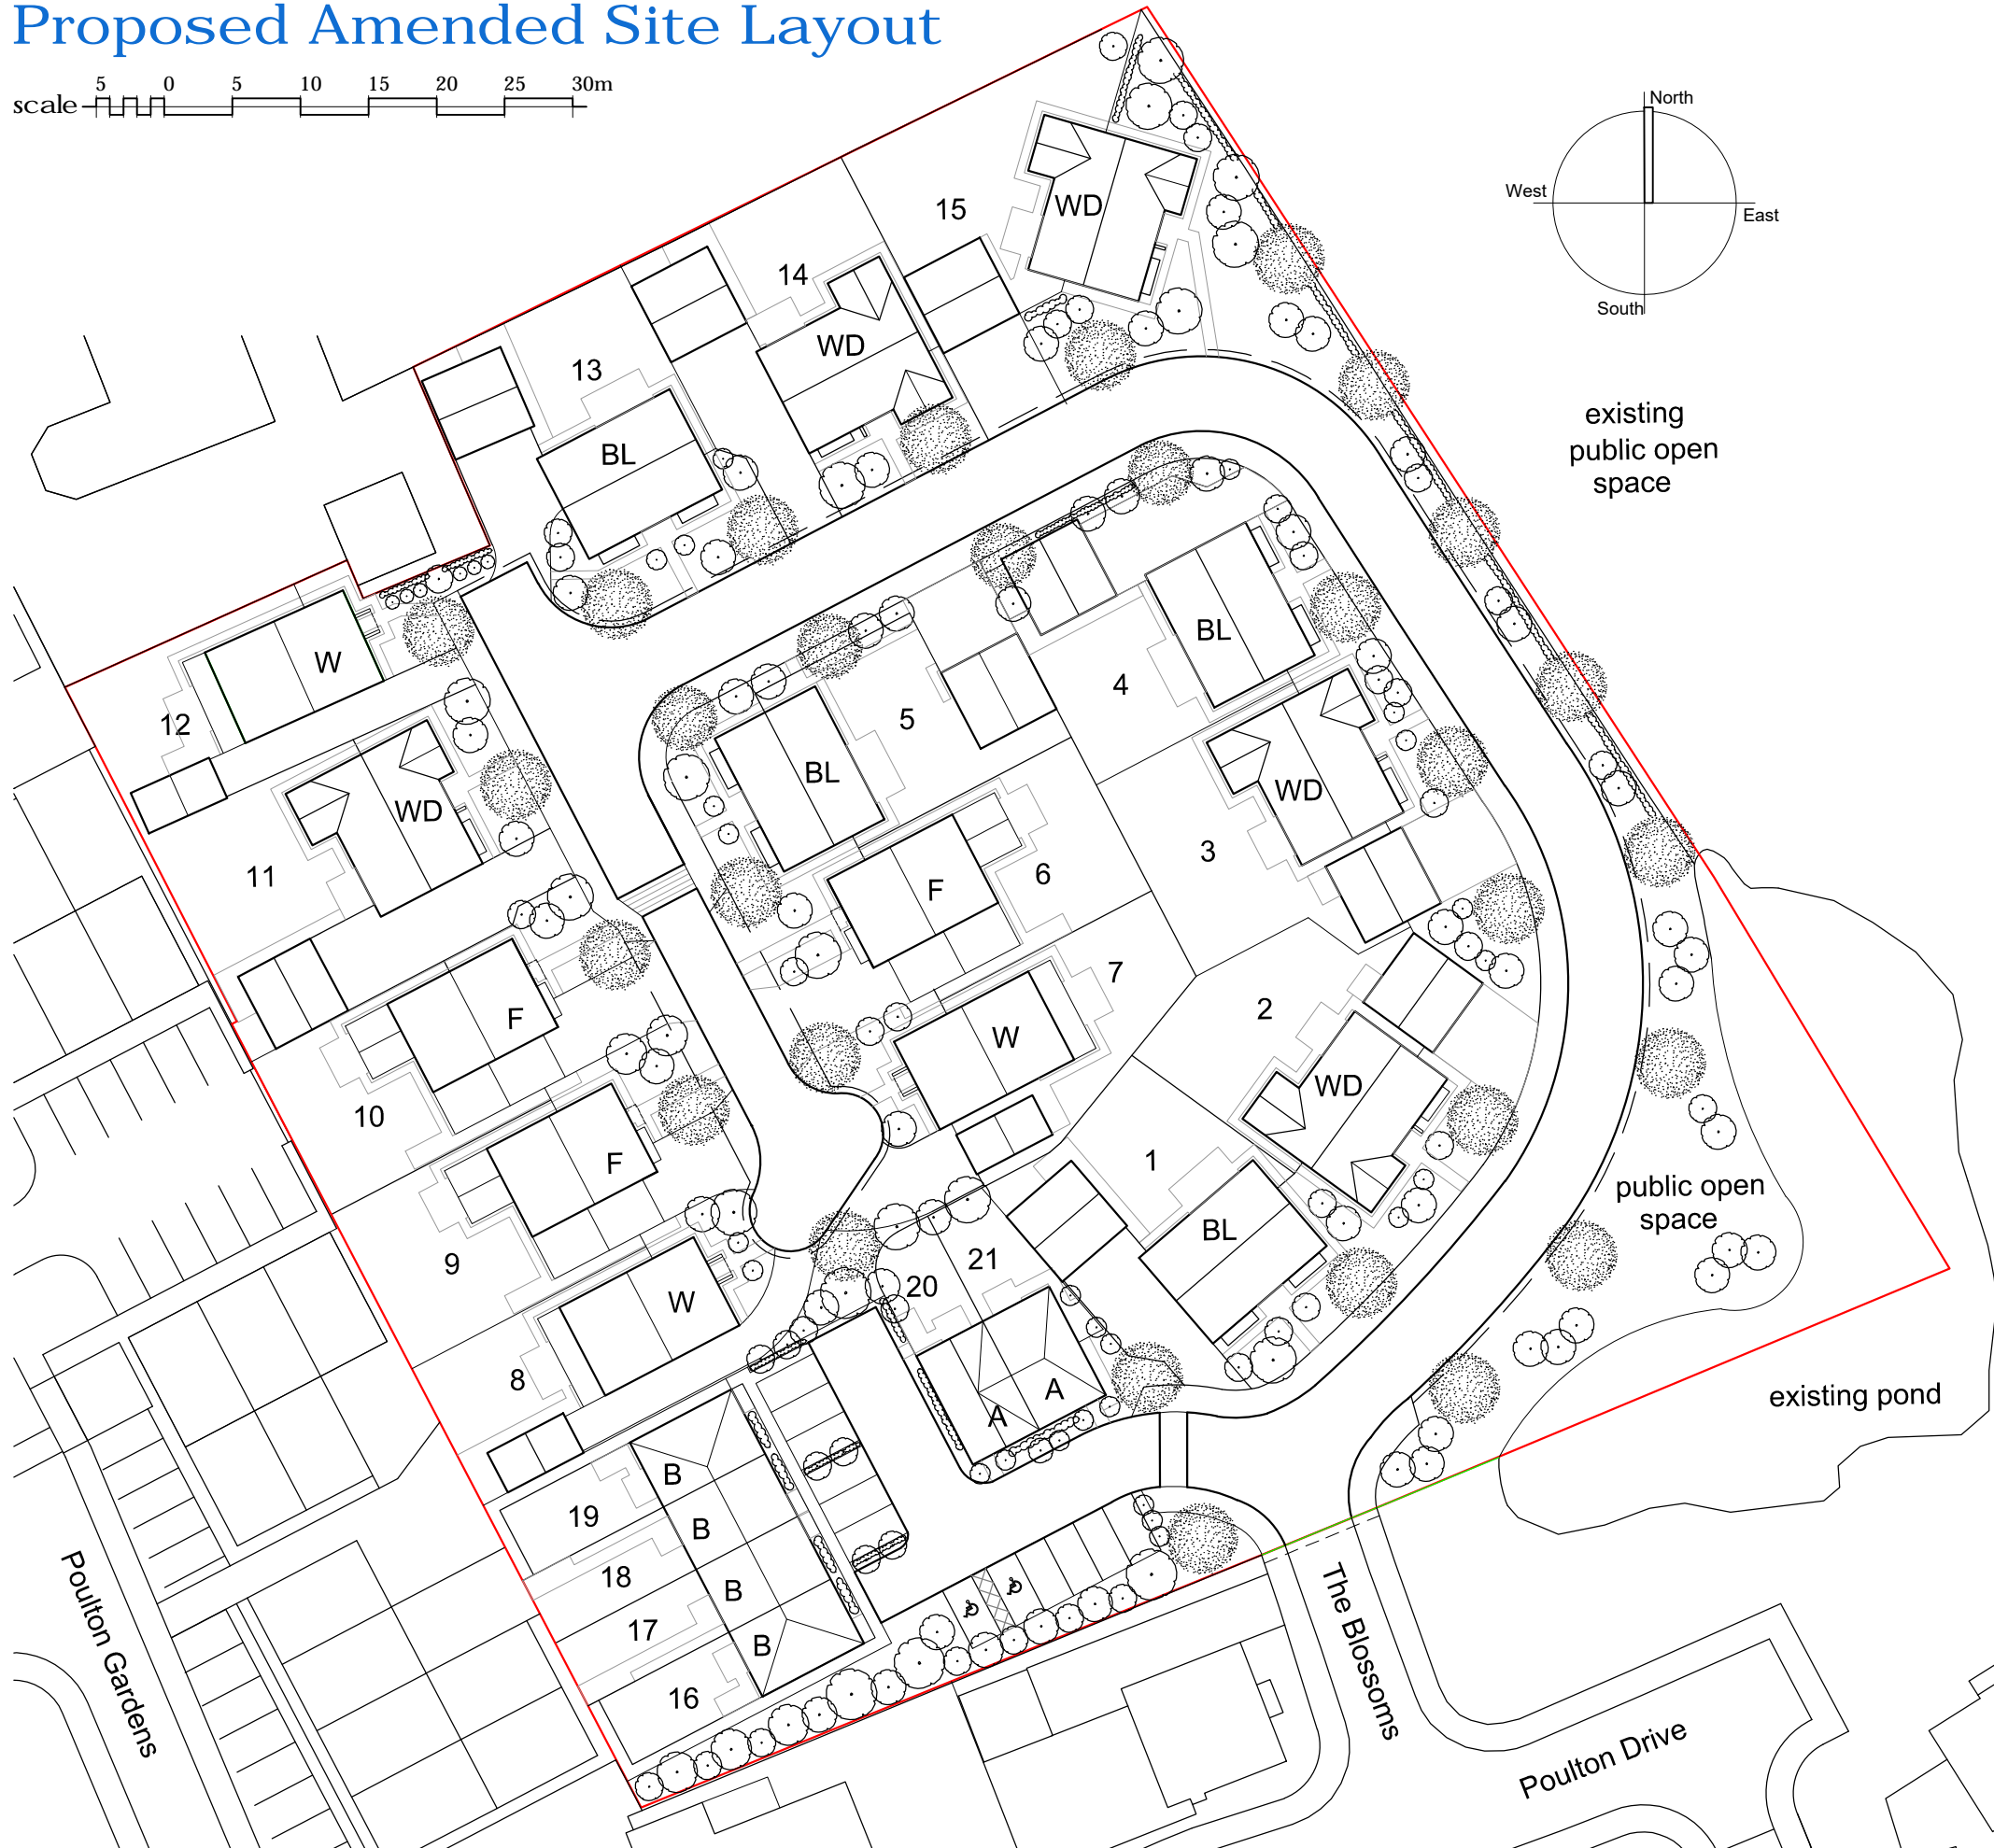 Proposed Amended Site Layout
5 0 5 10 15 20 25 30m
scale
North
West
East
South
15
WD
14
WD
13
BL
existing
public open
space
W
12
WD
11
BL
5
BL
4
WD
3
F
6
F
10
W
7
2
WD
F
9
1
BL
public open
space
W
8
20
21
A
A
existing pond
B
19
B
18
B
17
B
16
Poulton Gardens
The Blossoms
Poulton Drive